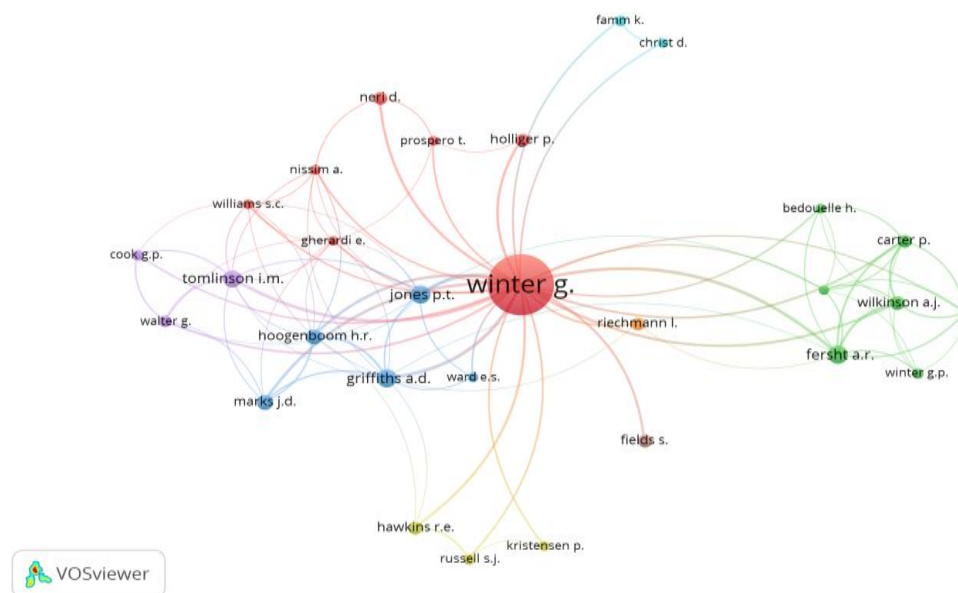 famm k.
christ d.
neri d.
prospero t.
holliger p.
nissim a.
williams s.c.
bedouelle h.
gherardi e.
carter p.
cook g.p.
tomlinson i.m.
winter g.
jones p.t.
wilkinson a.j.
walter g.
riechmann l.
hoogenboom h.r.
fersht a.r.
griffiths a.d.
ward e.s.
winter g.p.
marks j.d.
fields s.
hawkins r.e.
kristensen p.
russell s.j.
VOSviewer